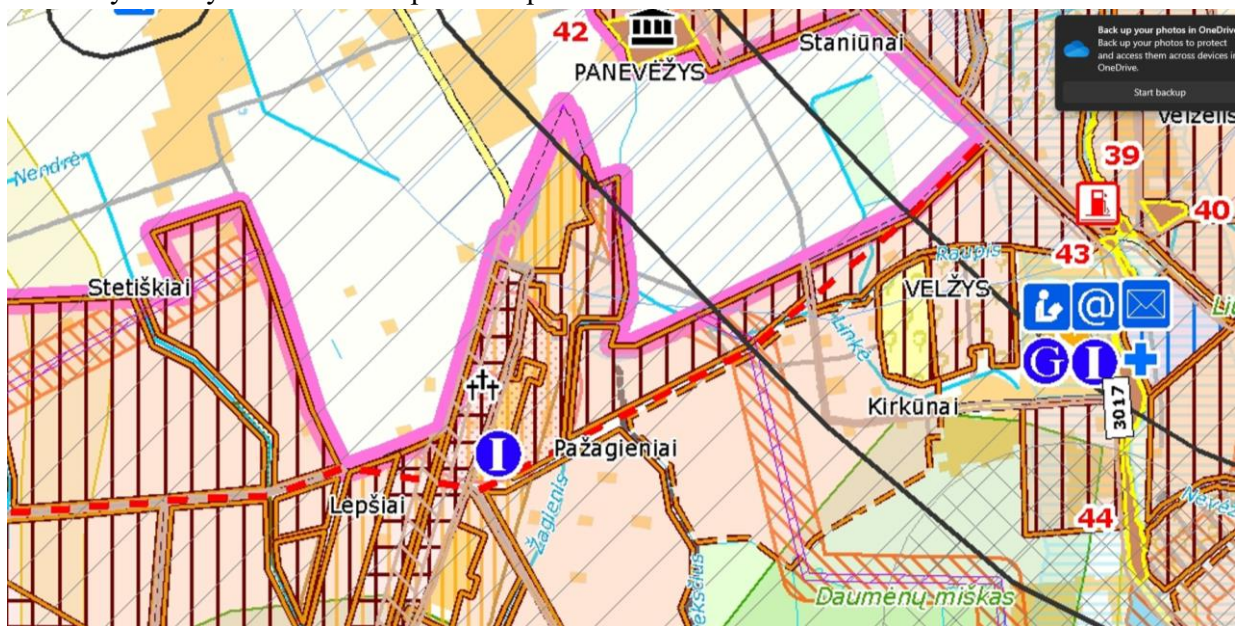 42
PANEVĖŽYS
Staniūnai
Back up your photos in OneDrive
Back up your photos to protect
and access them across devices in
OneDrive.
Start backup
Velželis
39
40
43
Nendrė
Stetiškiai
Raupis
VELŽYS
Linkė
@
G
I
3017
Kirkūnai
Pažagieniai
I
Lepšiai
Žagienis
44
Daumėnų miškas